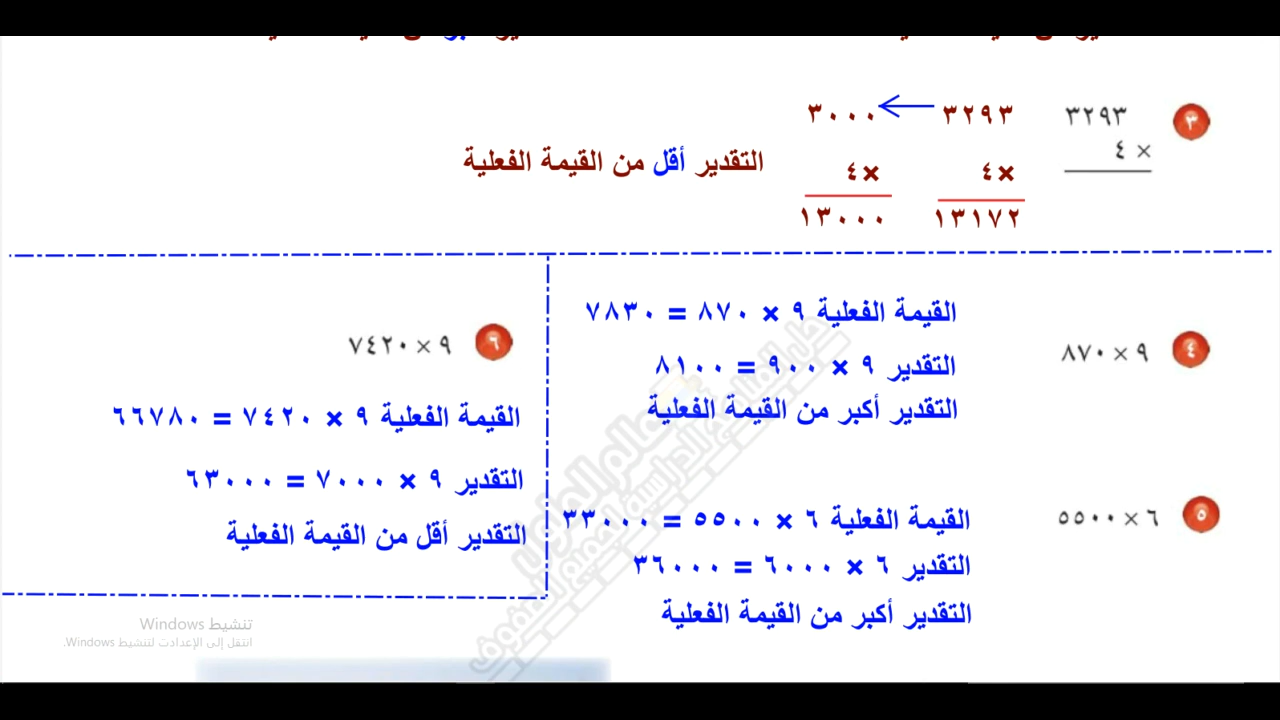 ٣
٣٢٩٣
× ٤
٣٢٩٣ ← ٣٠٠٠
×٤ ×٤
١٣١٧٢ ١٣٠٠٠
التقدير أقل من القيمة الفعلية
٤
٩ × ٨٧٠
القيمة الفعلية ٩ × ٨٧٠ = ٧٨٣٠
التقدير ٩ × ٩٠٠ = ٨١٠٠
التقدير أكبر من القيمة الفعلية
٥
٦ × ٥٥٠٠
القيمة الفعلية ٦ × ٥٥٠٠ = ٣٣٠٠٠
التقدير ٦ × ٦٠٠٠ = ٣٦٠٠٠
التقدير أكبر من القيمة الفعلية
٦
٩ × ٧٤٢٠
القيمة الفعلية ٩ × ٧٤٢٠ = ٦٦٧٨٠
التقدير ٩ × ٧٠٠٠ = ٦٣٠٠٠
التقدير أقل من القيمة الفعلية
تنشيط Windows
انتقل إلى الإعدادت لتنشيط Windows.